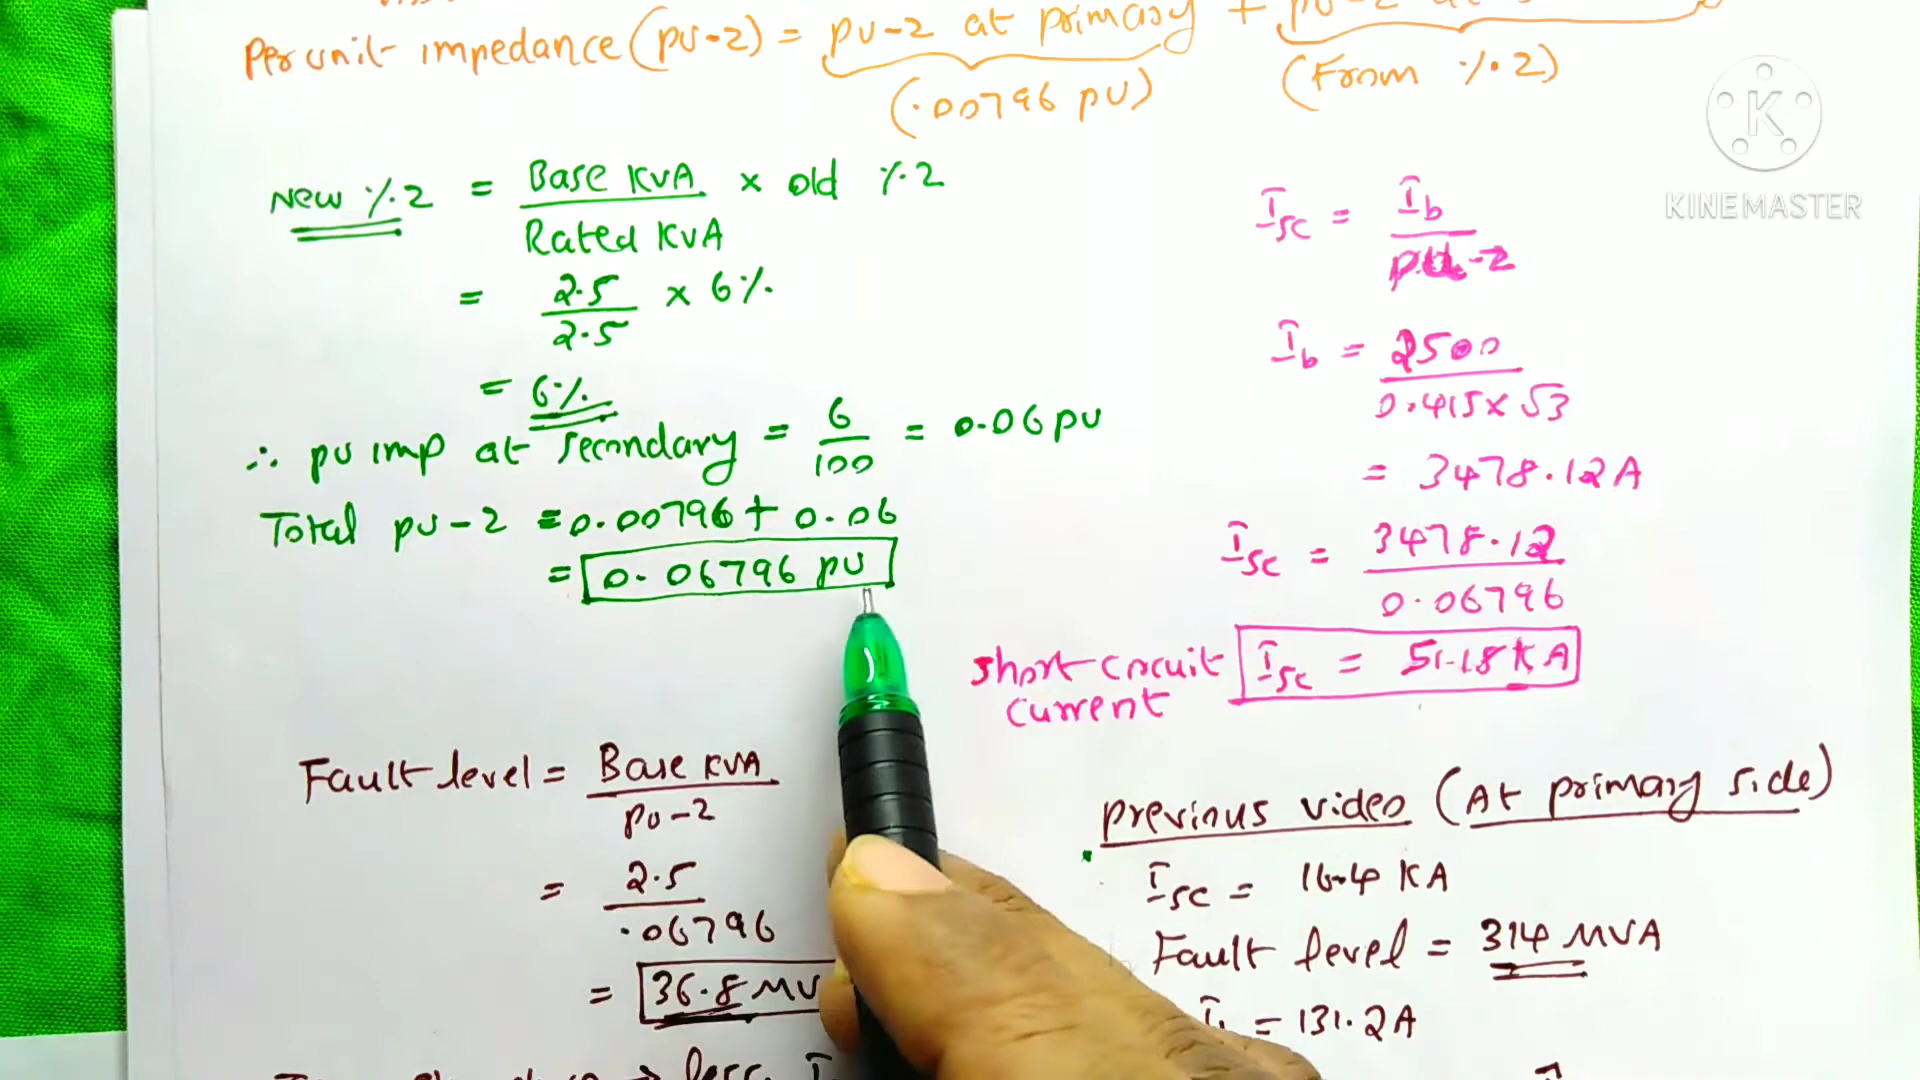 Per unit impedance (pu-z) = pu-z at primary +
(.00796 pu) (From %.z)
New %.z = Base KVA × old %.z
Rated KVA
= 2.5 × 6%
2.5
= 6%
∴ pu imp at secondary = 6 = 0.06 pu
100
Total pu-z = 0.00796 + 0.06
= 0.06796 pu
Fault level = Base KVA
pu-z
= 2.5
.06796
= 36.8 MV
Isc = Ib
pu-z
Ib = 2500
0.415 x √3
= 3478.12 A
Isc = 3478.12
0.06796
short circuit Isc = 51.18 KA
current
previous video (At primary side)
Isc = 16.4 KA
Fault level = 314 MVA
= 131.2 A
K
KINEMASTER